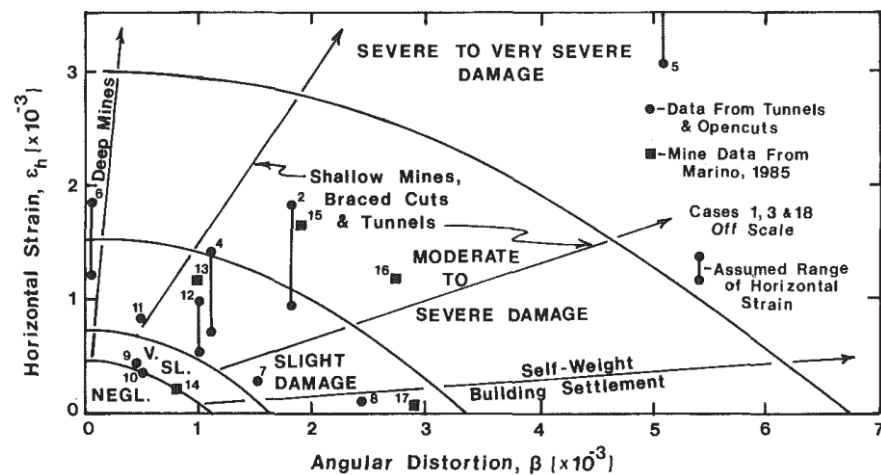 SEVERE TO VERY SEVERE
DAMAGE
5
3
Deep Mines
-Data From Tunnels
& Opencuts
-Mine Data From
Marino, 1985
Horizontal Strain, εh [×10⁻³]
2
6
Shallow Mines,
Braced Cuts
& Tunnels
2
15
Cases 1, 3 & 18
Off Scale
4
MODERATE
TO
16
-Assumed Range
of Horizontal
Strain
13
1
12
11
SEVERE DAMAGE
9
V.
SL.
10
SLIGHT
DAMAGE
7
Self-Weight
Building Settlement
NEGL.
14
8
17
0
0 1 2 3 4 5 6 7
Angular Distortion, β [×10⁻³]